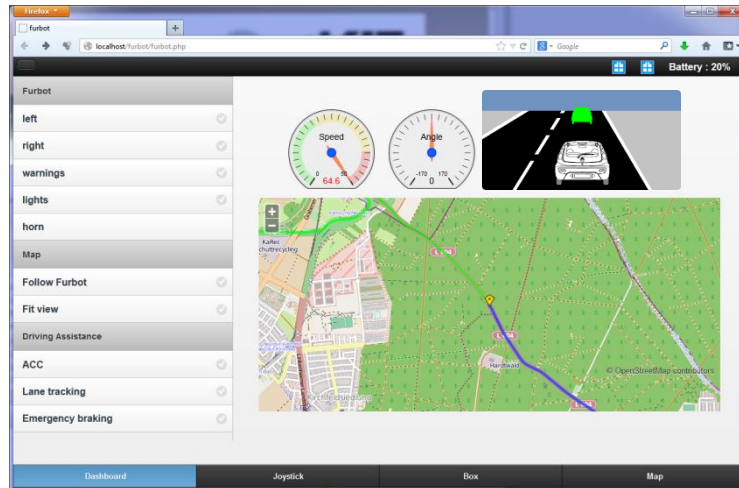 Firefox
furbot
+
localhost/furbot/furbot.php
Google
Battery : 20%
Furbot
left
right
warnings
lights
horn
Map
Follow Furbot
Fit view
Driving Assistance
ACC
Lane tracking
Emergency braking
Speed
0 50
64.6
Angle
-170 170
0
+
−
KaRec
Hardtwald
Kirchfeldsiedlung
© OpenStreetMap contributors
Dashboard
Joystick
Box
Map